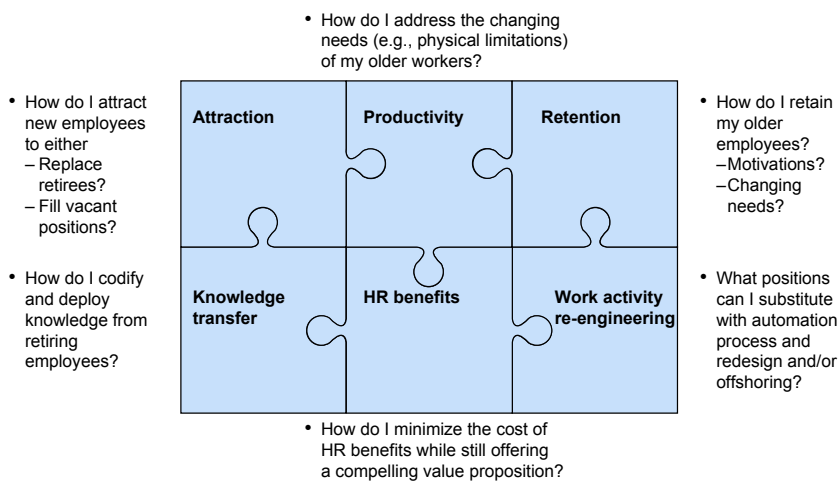 • How do I address the changing
needs (e.g., physical limitations)
of my older workers?
• How do I attract
new employees
to either
– Replace
retirees?
– Fill vacant
positions?
Attraction
Productivity
Retention
• How do I retain
my older
employees?
–Motivations?
–Changing
needs?
• How do I codify
and deploy
knowledge from
retiring
employees?
Knowledge
transfer
HR benefits
Work activity
re-engineering
• What positions
can I substitute
with automation
process and
redesign and/or
offshoring?
• How do I minimize the cost of
HR benefits while still offering
a compelling value proposition?